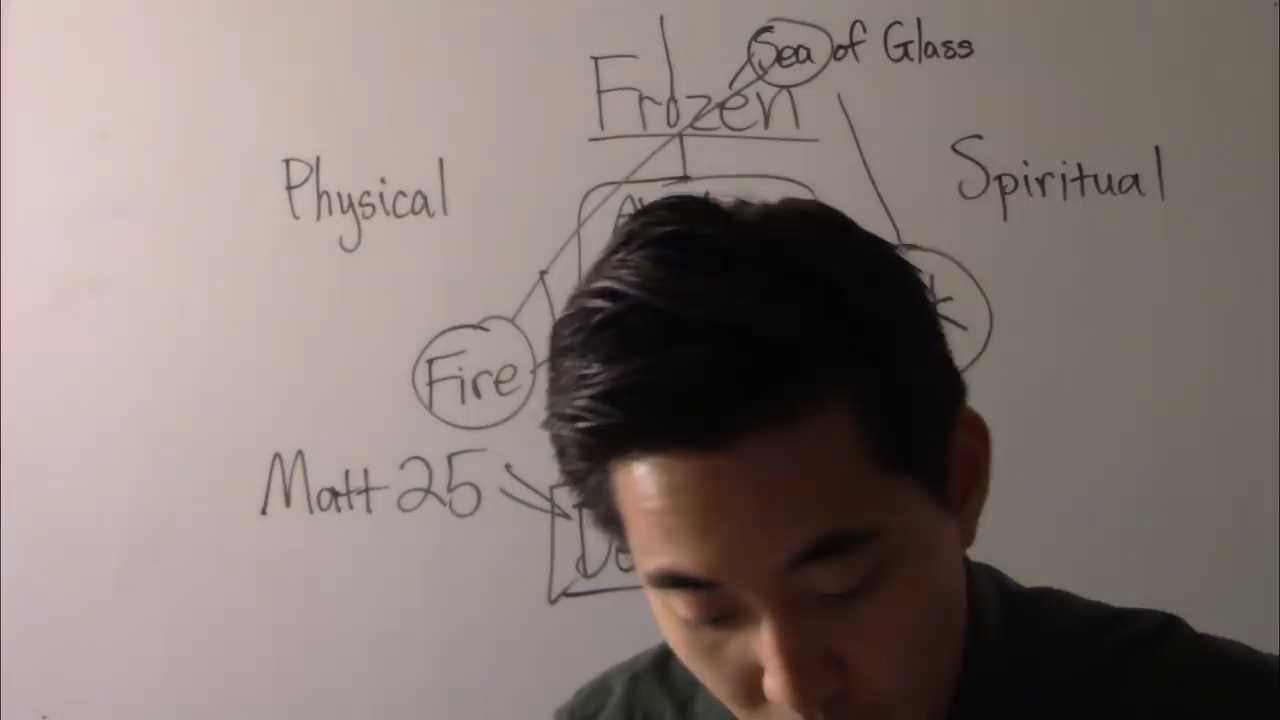 Sea of Glass
Frozen
Physical
Spiritual
Fire
Matt 25